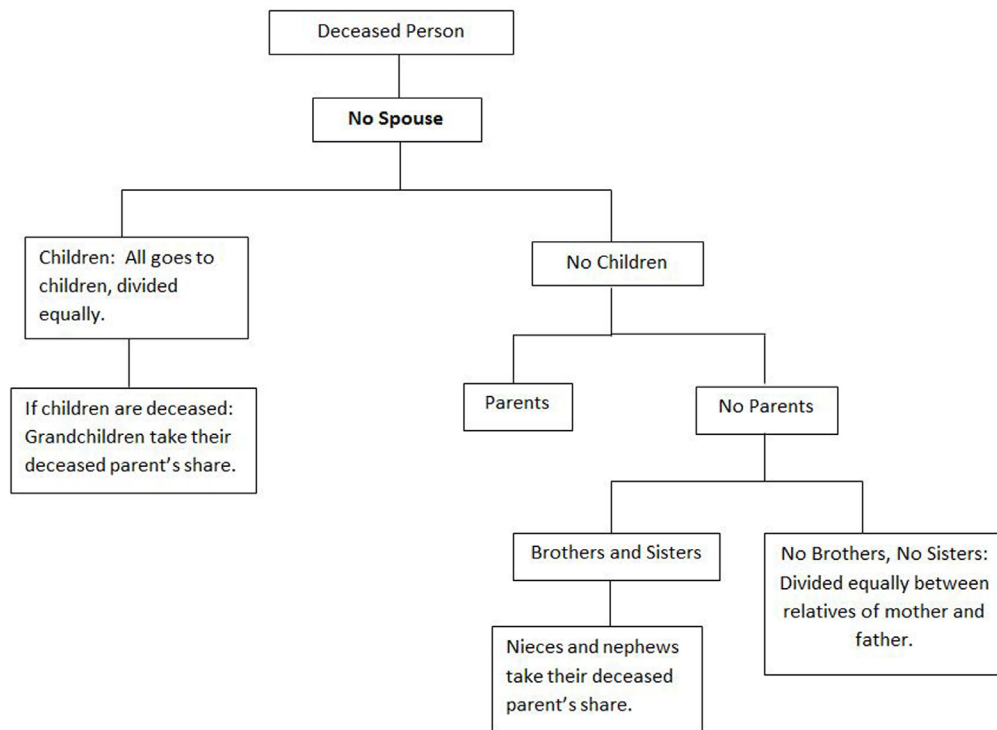 Deceased Person
No Spouse
Children:  All goes to
children, divided
equally.
No Children
If children are deceased:
Grandchildren take their
deceased parent’s share.
Parents
No Parents
Brothers and Sisters
No Brothers, No Sisters:
Divided equally between
relatives of mother and
father.
Nieces and nephews
take their deceased
parent’s share.